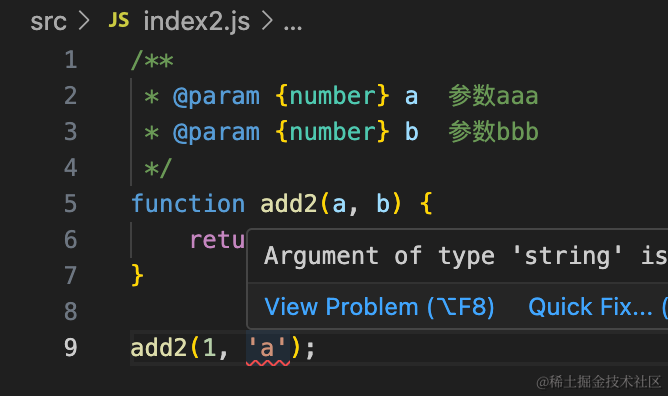 src > JS index2.js > ...
1 /**
2 * @param {number} a 参数aaa
3 * @param {number} b 参数bbb
4 */
5 function add2(a, b) {
6 retu
Argument of type 'string' is
7 }
8
View Problem (⌥F8) Quick Fix... (
9 add2(1, 'a');
@稀土掘金技术社区